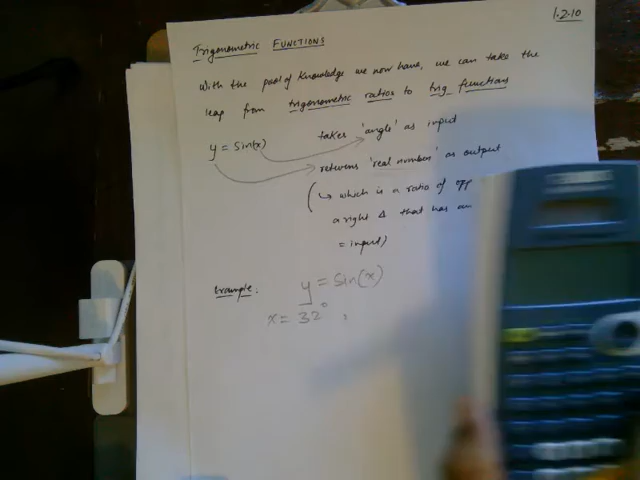 1.2.10
Trigonometric FUNCTIONS
With the pool of knowledge we now have, we can take the
leap from trigonometric ratios to trig functions
y = sin(x) takes 'angle' as input
returns 'real number' as output
(↳ which is a ratio of opp
a right Δ that has an
= input)
Example: y = sin(x)
x = 32°,